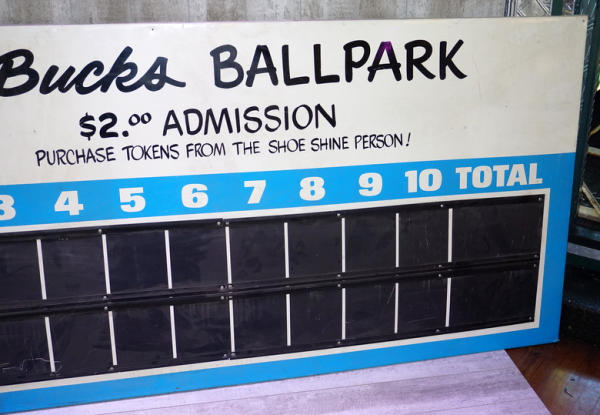 Bucks BALLPARK
$2.00 ADMISSION
PURCHASE TOKENS FROM THE SHOE SHINE PERSON!
3 4 5 6 7 8 9 10 TOTAL